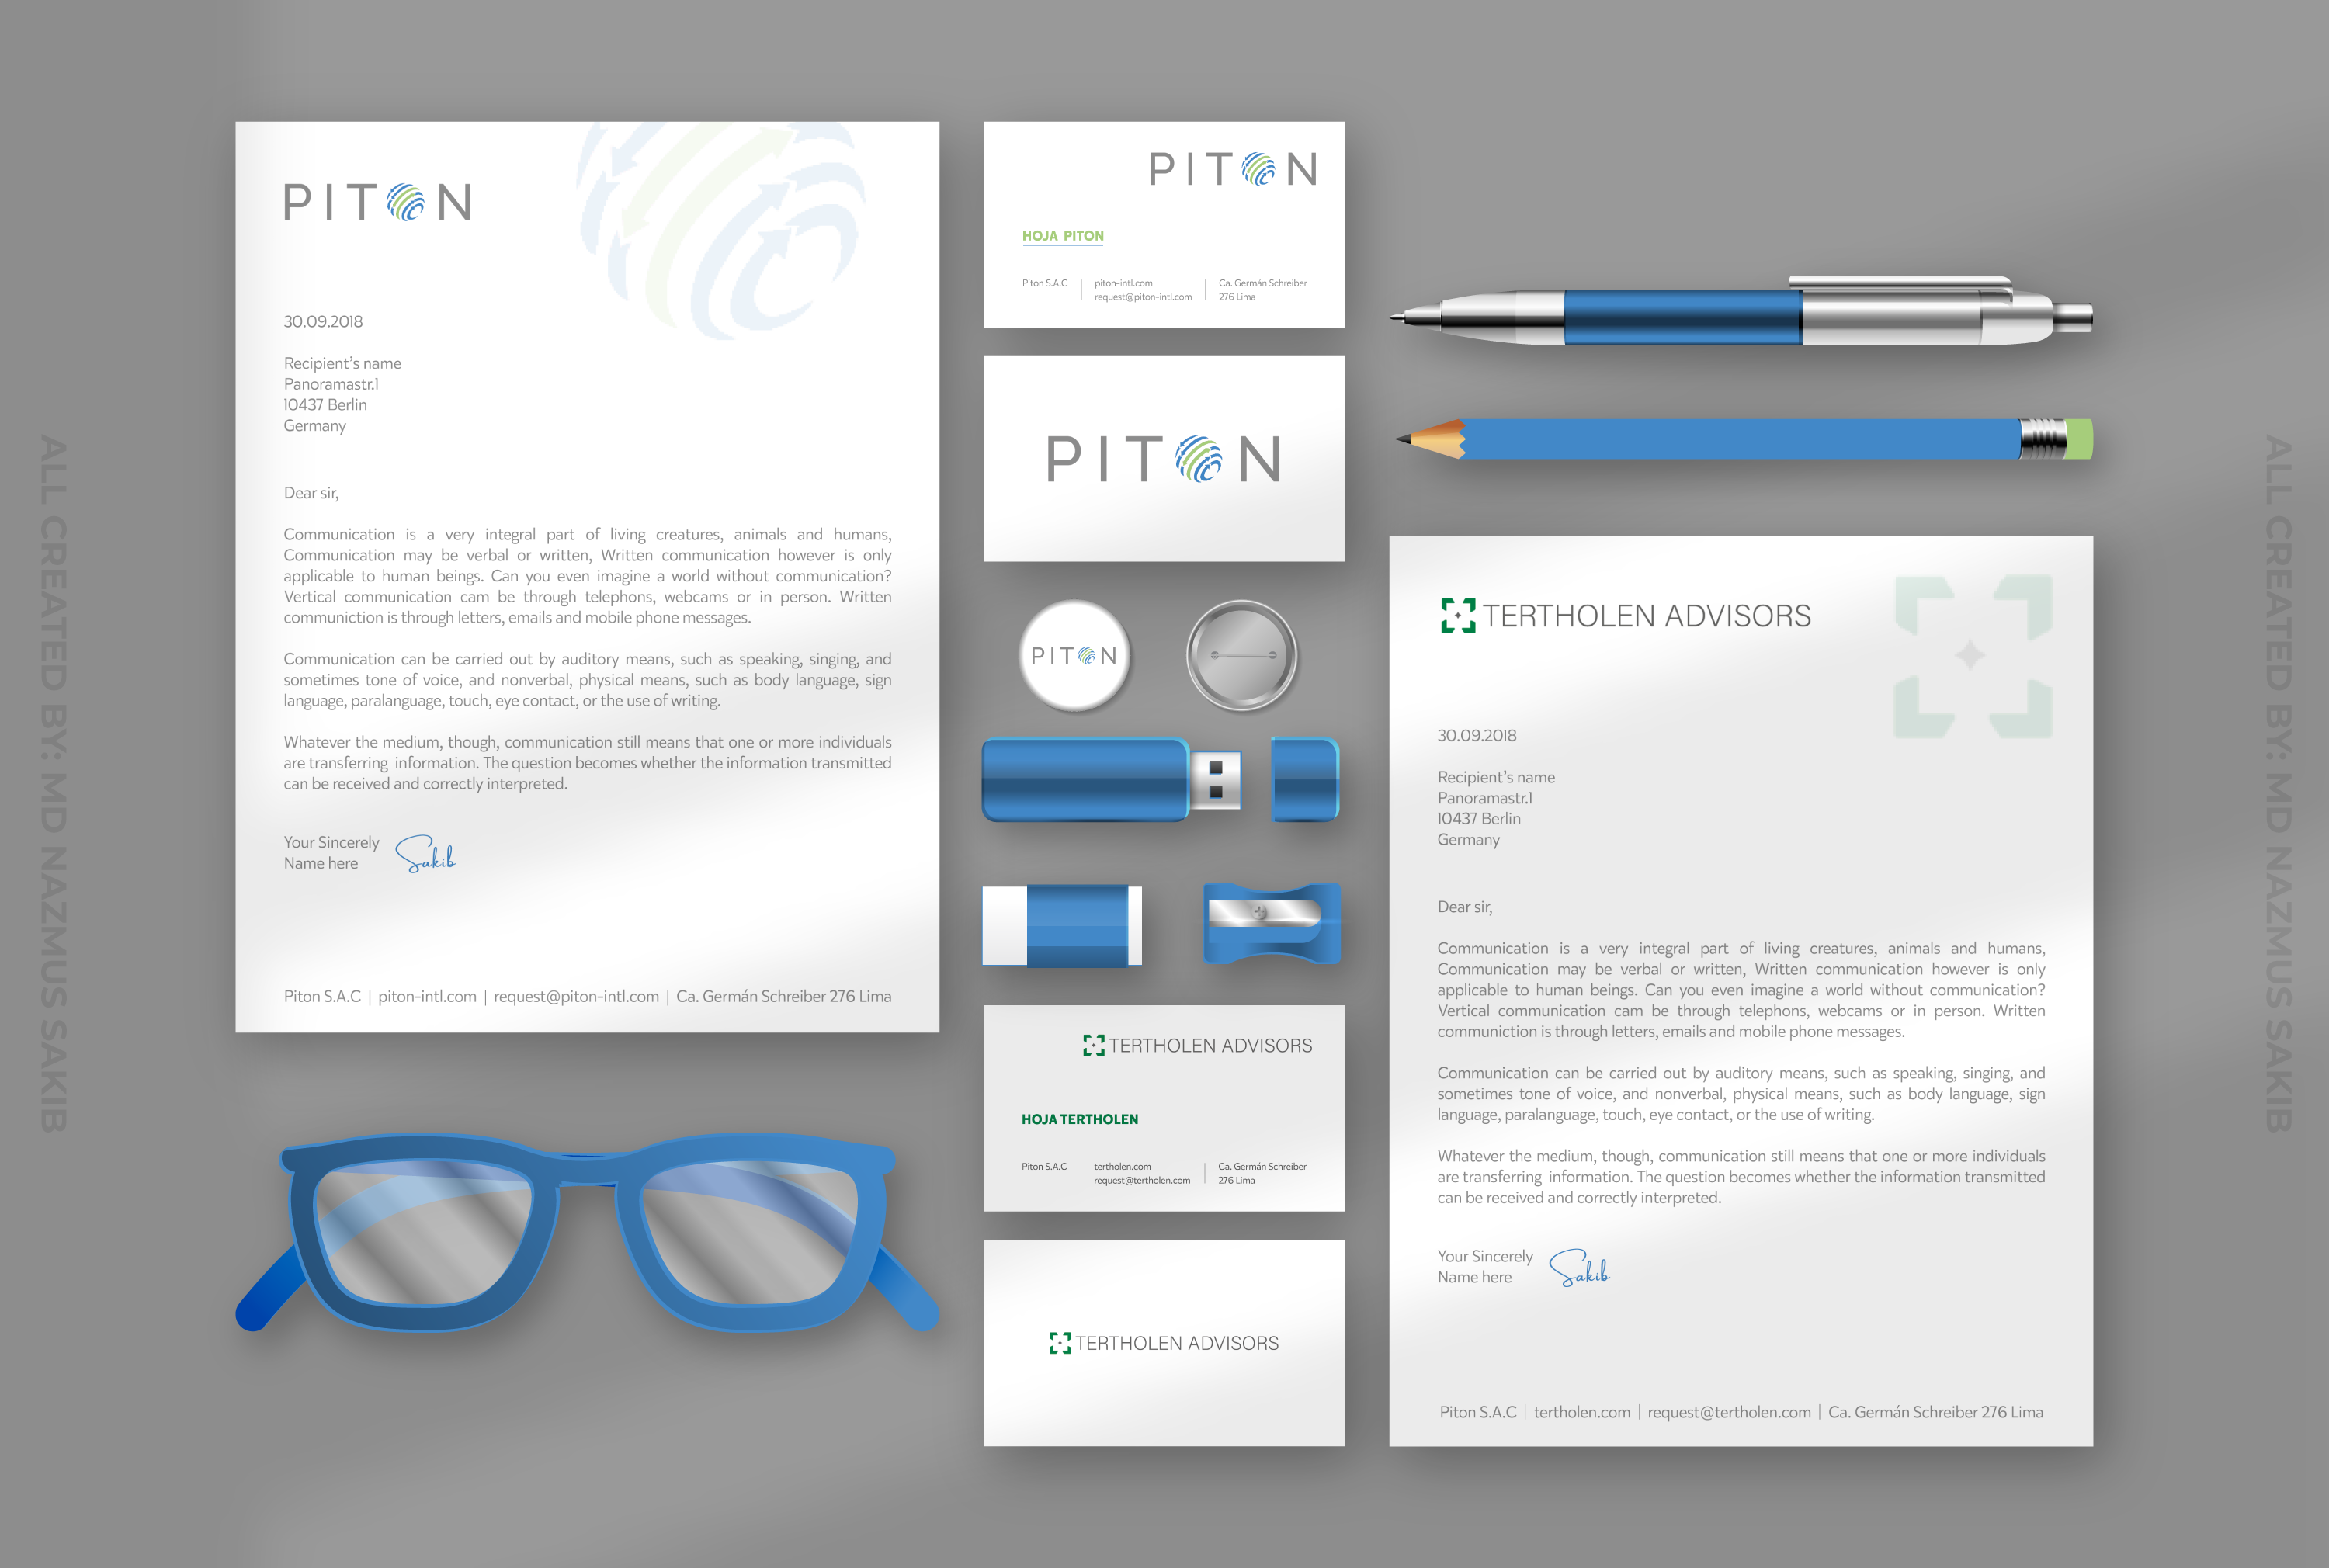 ALL CREATED BY: MD NAZMUS SAKIB
PITON
30.09.2018
Recipient's name
Panoramastr.1
10437 Berlin
Germany
Dear sir,
Communication is a very integral part of living creatures, animals and humans,
Communication may be verbal or written, Written communication however is only
applicable to human beings. Can you even imagine a world without communication?
Vertical communication cam be through telephons, webcams or in person. Written
communiction is through letters, emails and mobile phone messages.
Communication can be carried out by auditory means, such as speaking, singing, and
sometimes tone of voice, and nonverbal, physical means, such as body language, sign
language, paralanguage, touch, eye contact, or the use of writing.
Whatever the medium, though, communication still means that one or more individuals
are transferring information. The question becomes whether the information transmitted
can be received and correctly interpreted.
Your Sincerely
Name here
Sakib
Piton S.A.C | piton-intl.com | request@piton-intl.com | Ca. Germán Schreiber 276 Lima
PITON
HOJA PITON
Piton S.A.C
piton-intl.com
request@piton-intl.com
Ca. Germán Schreiber
276 Lima
PITON
PITON
TERTHOLEN ADVISORS
HOJA TERTHOLEN
Piton S.A.C
tertholen.com
request@tertholen.com
Ca. Germán Schreiber
276 Lima
TERTHOLEN ADVISORS
TERTHOLEN ADVISORS
30.09.2018
Recipient's name
Panoramastr.1
10437 Berlin
Germany
Dear sir,
Communication is a very integral part of living creatures, animals and humans,
Communication may be verbal or written, Written communication however is only
applicable to human beings. Can you even imagine a world without communication?
Vertical communication cam be through telephons, webcams or in person. Written
communiction is through letters, emails and mobile phone messages.
Communication can be carried out by auditory means, such as speaking, singing, and
sometimes tone of voice, and nonverbal, physical means, such as body language, sign
language, paralanguage, touch, eye contact, or the use of writing.
Whatever the medium, though, communication still means that one or more individuals
are transferring information. The question becomes whether the information transmitted
can be received and correctly interpreted.
Your Sincerely
Name here
Sakib
Piton S.A.C | tertholen.com | request@tertholen.com | Ca. Germán Schreiber 276 Lima
ALL CREATED BY: MD NAZMUS SAKIB